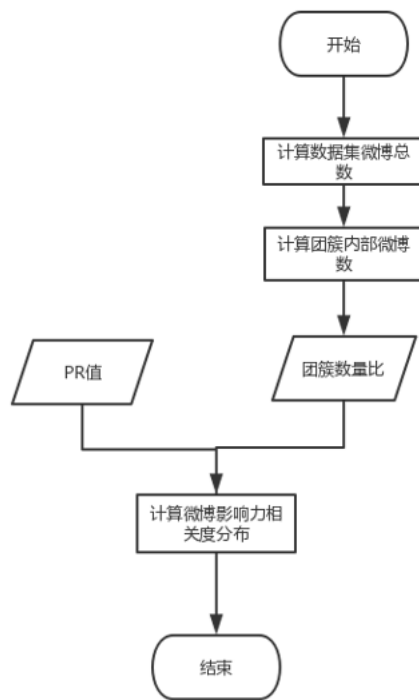 开始
计算数据集微博总
数
计算团簇内部微博
数
PR值
团簇数量比
计算微博影响力相
关度分布
结束